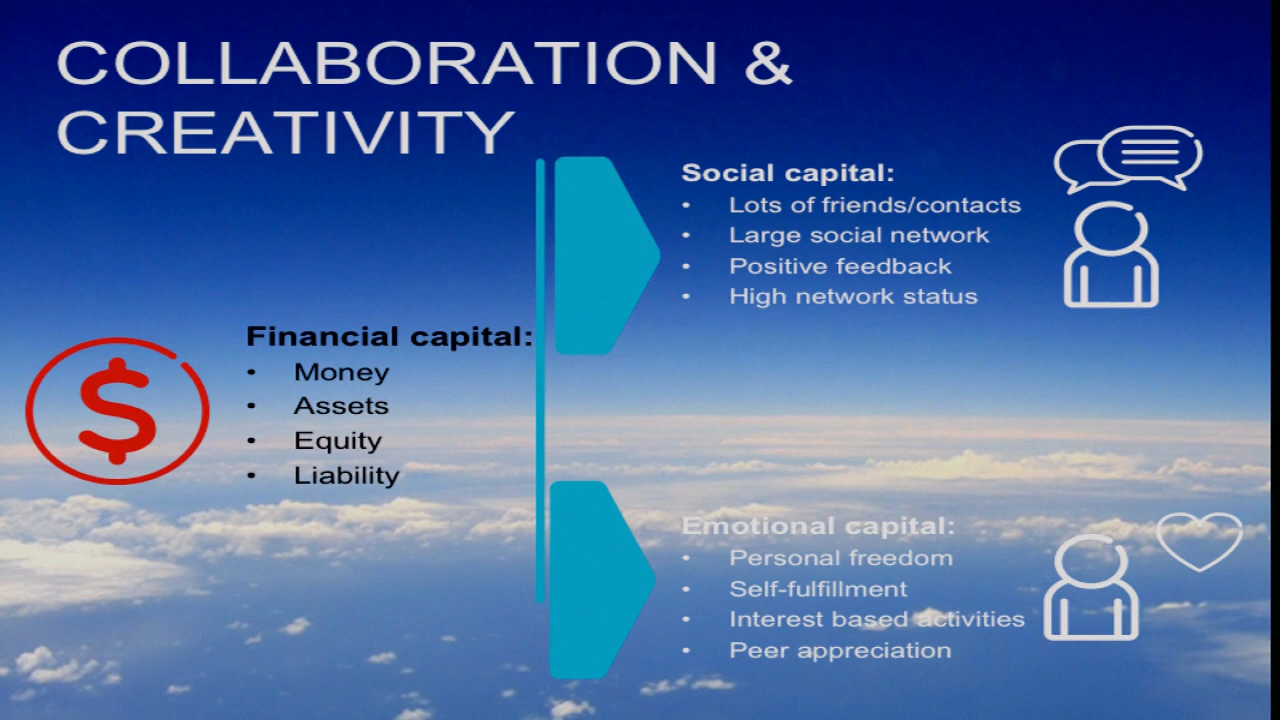 COLLABORATION &
CREATIVITY
Financial capital:
• Money
• Assets
• Equity
• Liability
Social capital:
• Lots of friends/contacts
• Large social network
• Positive feedback
• High network status
Emotional capital:
• Personal freedom
• Self-fulfillment
• Interest based activities
• Peer appreciation